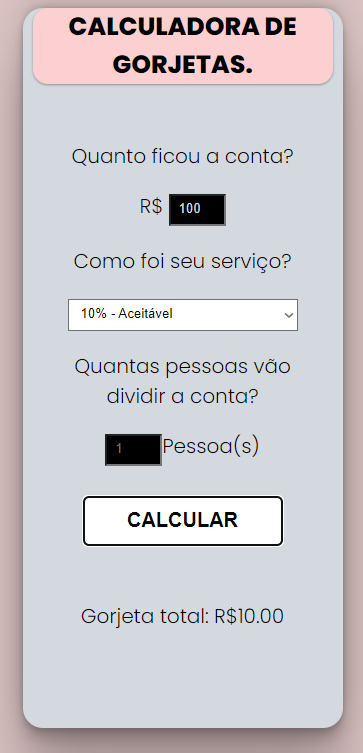 CALCULADORA DE
GORJETAS.
Quanto ficou a conta?
R$ 100
Como foi seu serviço?
10% - Aceitável
Quantas pessoas vão
dividir a conta?
1 Pessoa(s)
CALCULAR
Gorjeta total: R$10.00